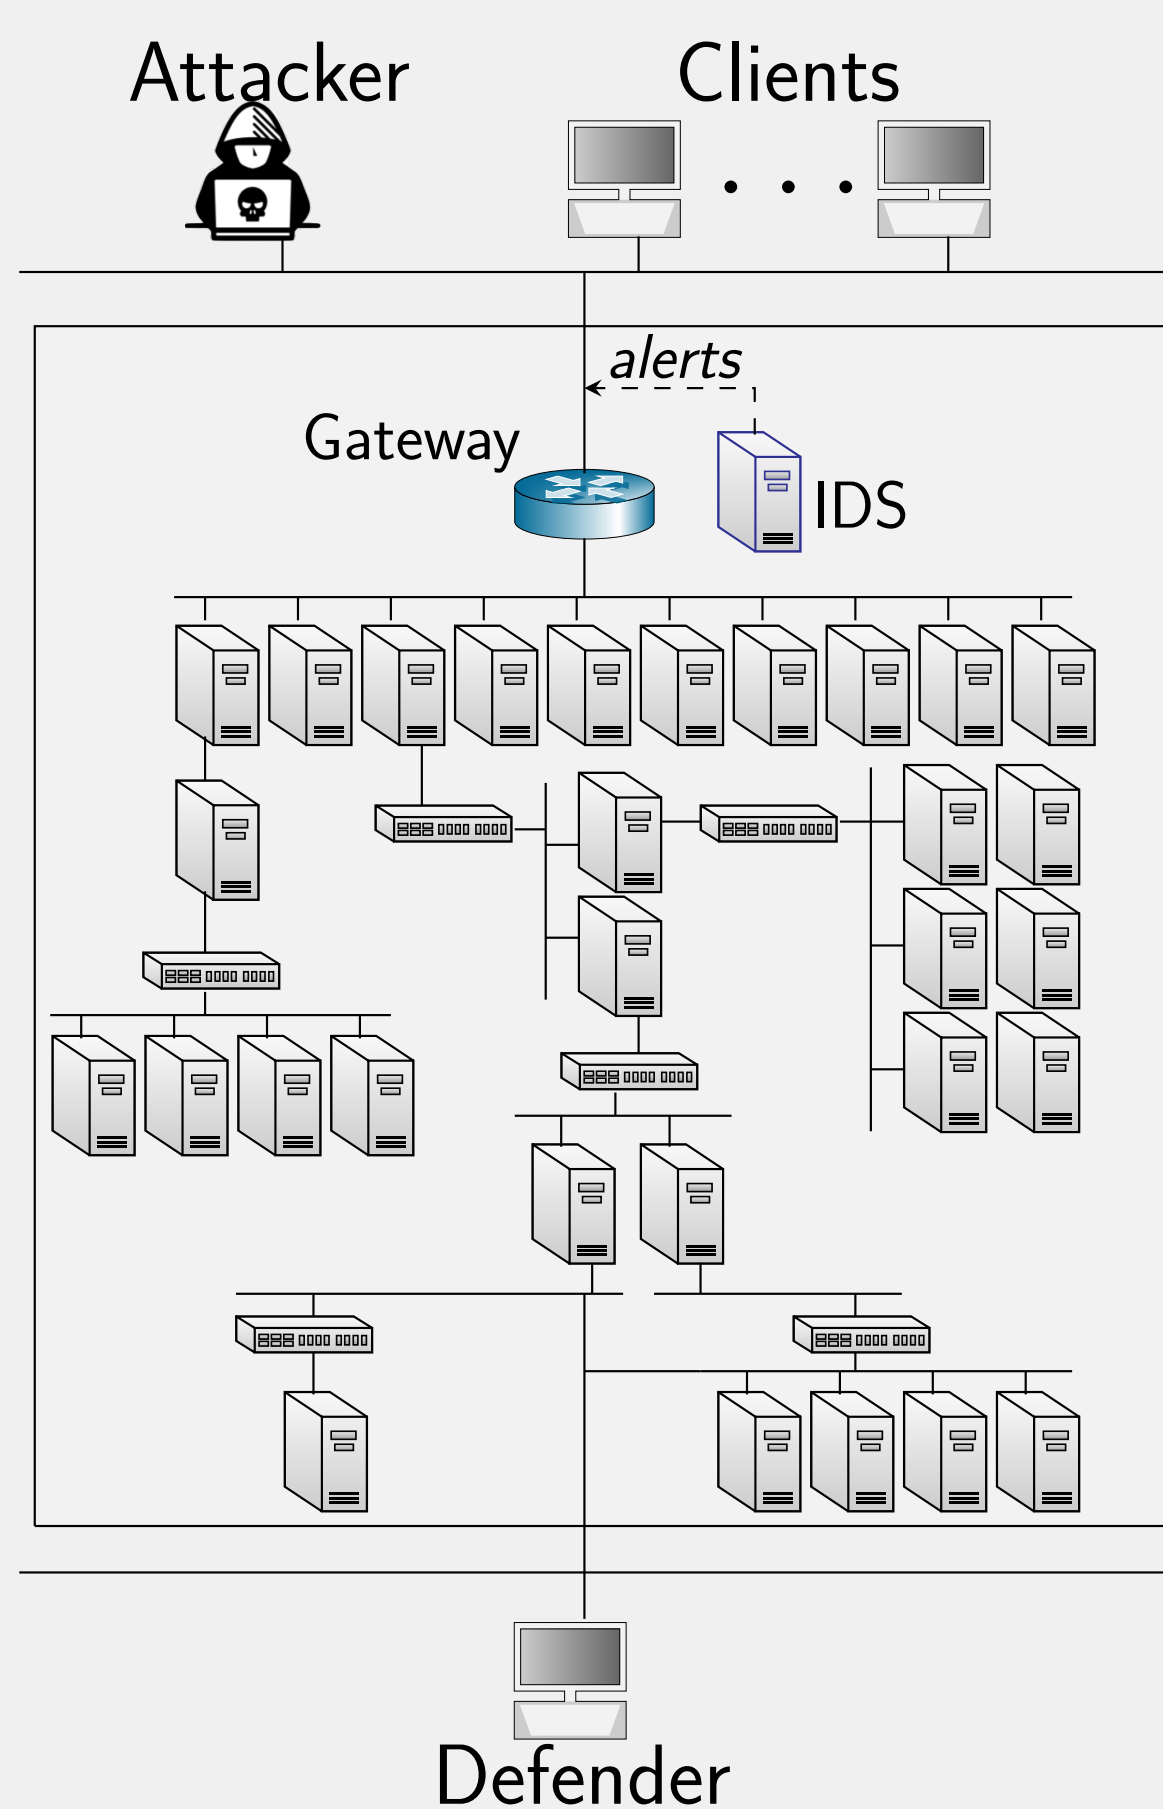 Attacker
Clients
alerts
Gateway
IDS
Defender